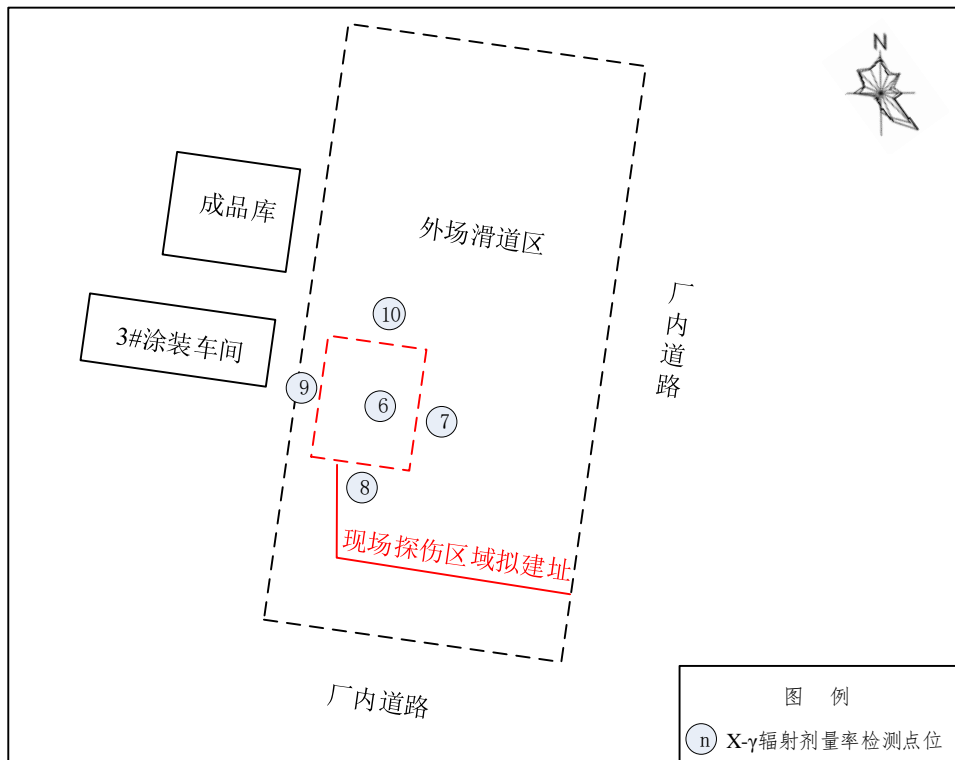 N
成品库
外场滑道区
厂内道路
10
3#涂装车间
9
6
7
8
现场探伤区域拟建址
厂内道路
图 例
n X-γ辐射剂量率检测点位